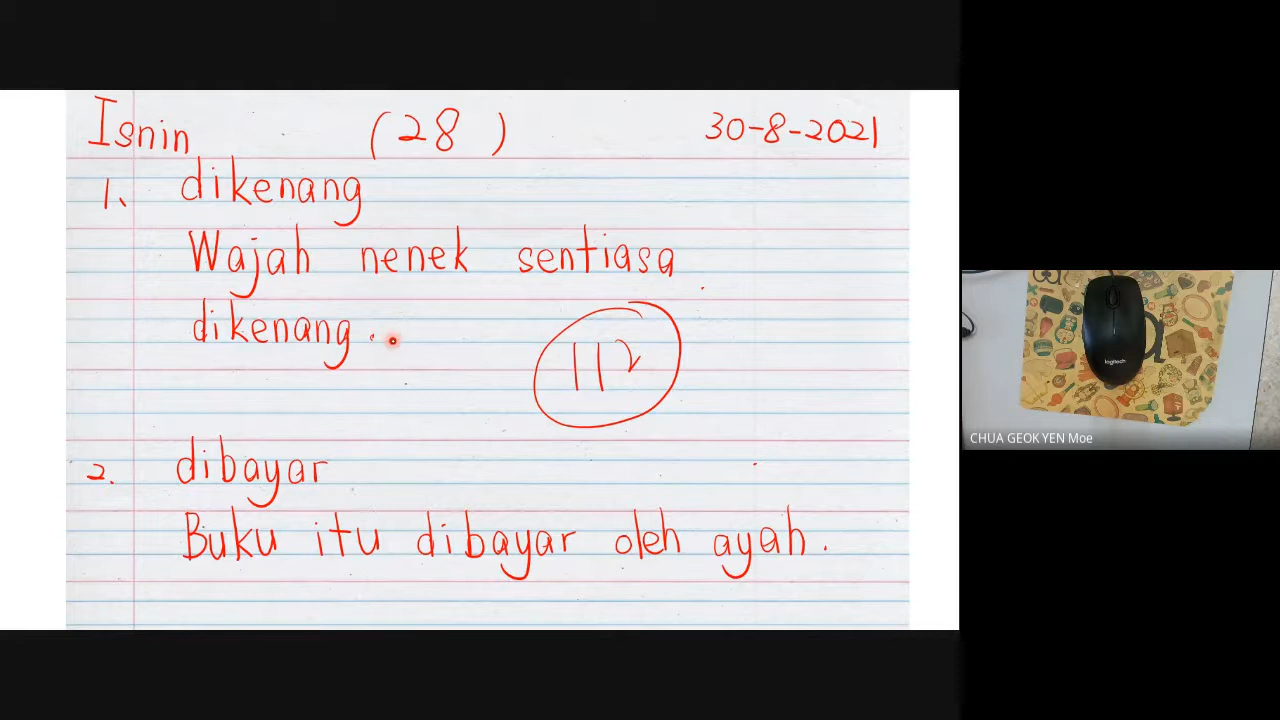 Isnin (28) 30-8-2021
1. dikenang
Wajah nenek sentiasa
dikenang.
112
2. dibayar
Buku itu dibayar oleh ayah.
logitech
CHUA GEOK YEN Moe